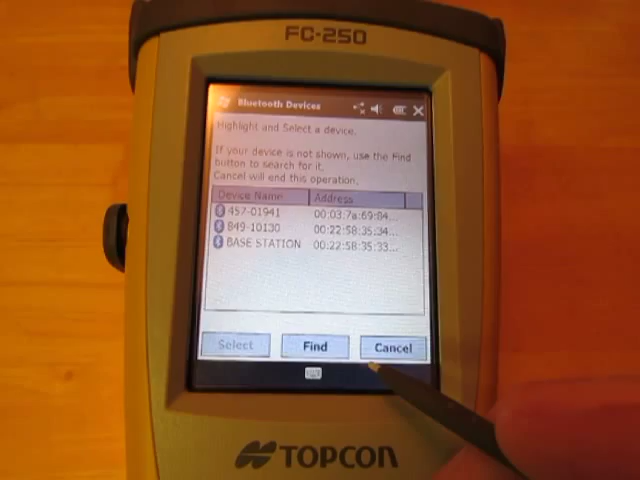 FC-250
Bluetooth Devices
Highlight and Select a device.
If your device is not shown, use the Find
button to search for it.
Cancel will end this operation.
Device Name Address
457-01941 00:03:7a:69:84...
849-10130 00:22:58:35:34...
BASE STATION 00:22:58:35:33...
Select Find Cancel
TOPCON